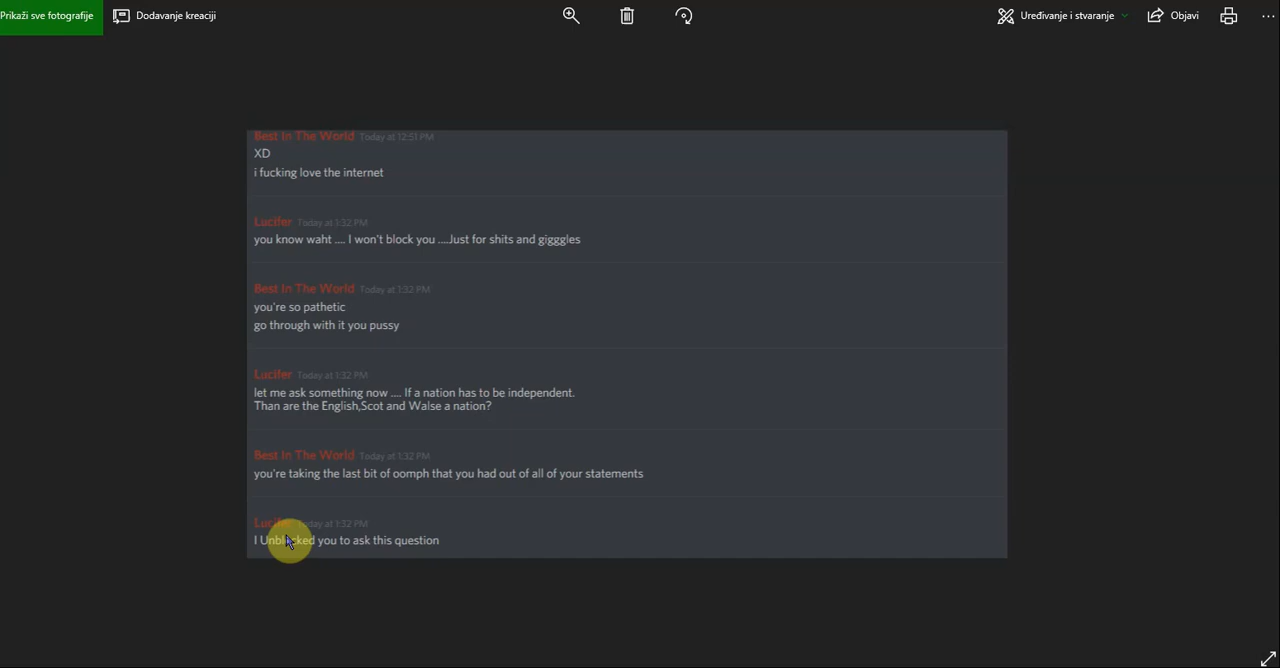 Prikaži sve fotografije
Dodavanje kreaciji
Uređivanje i stvaranje
Objavi
Best In The World Today at 12:51 PM
XD
i fucking love the internet
Lucifer Today at 1:32 PM
you know waht .... I won't block you ....Just for shits and gigggles
Best In The World Today at 1:32 PM
you're so pathetic
go through with it you pussy
Lucifer Today at 1:32 PM
let me ask something now .... If a nation has to be independent.
Than are the English,Scot and Walse a nation?
Best In The World Today at 1:32 PM
you're taking the last bit of oomph that you had out of all of your statements
Lucifer Today at 1:32 PM
I Unblocked you to ask this question